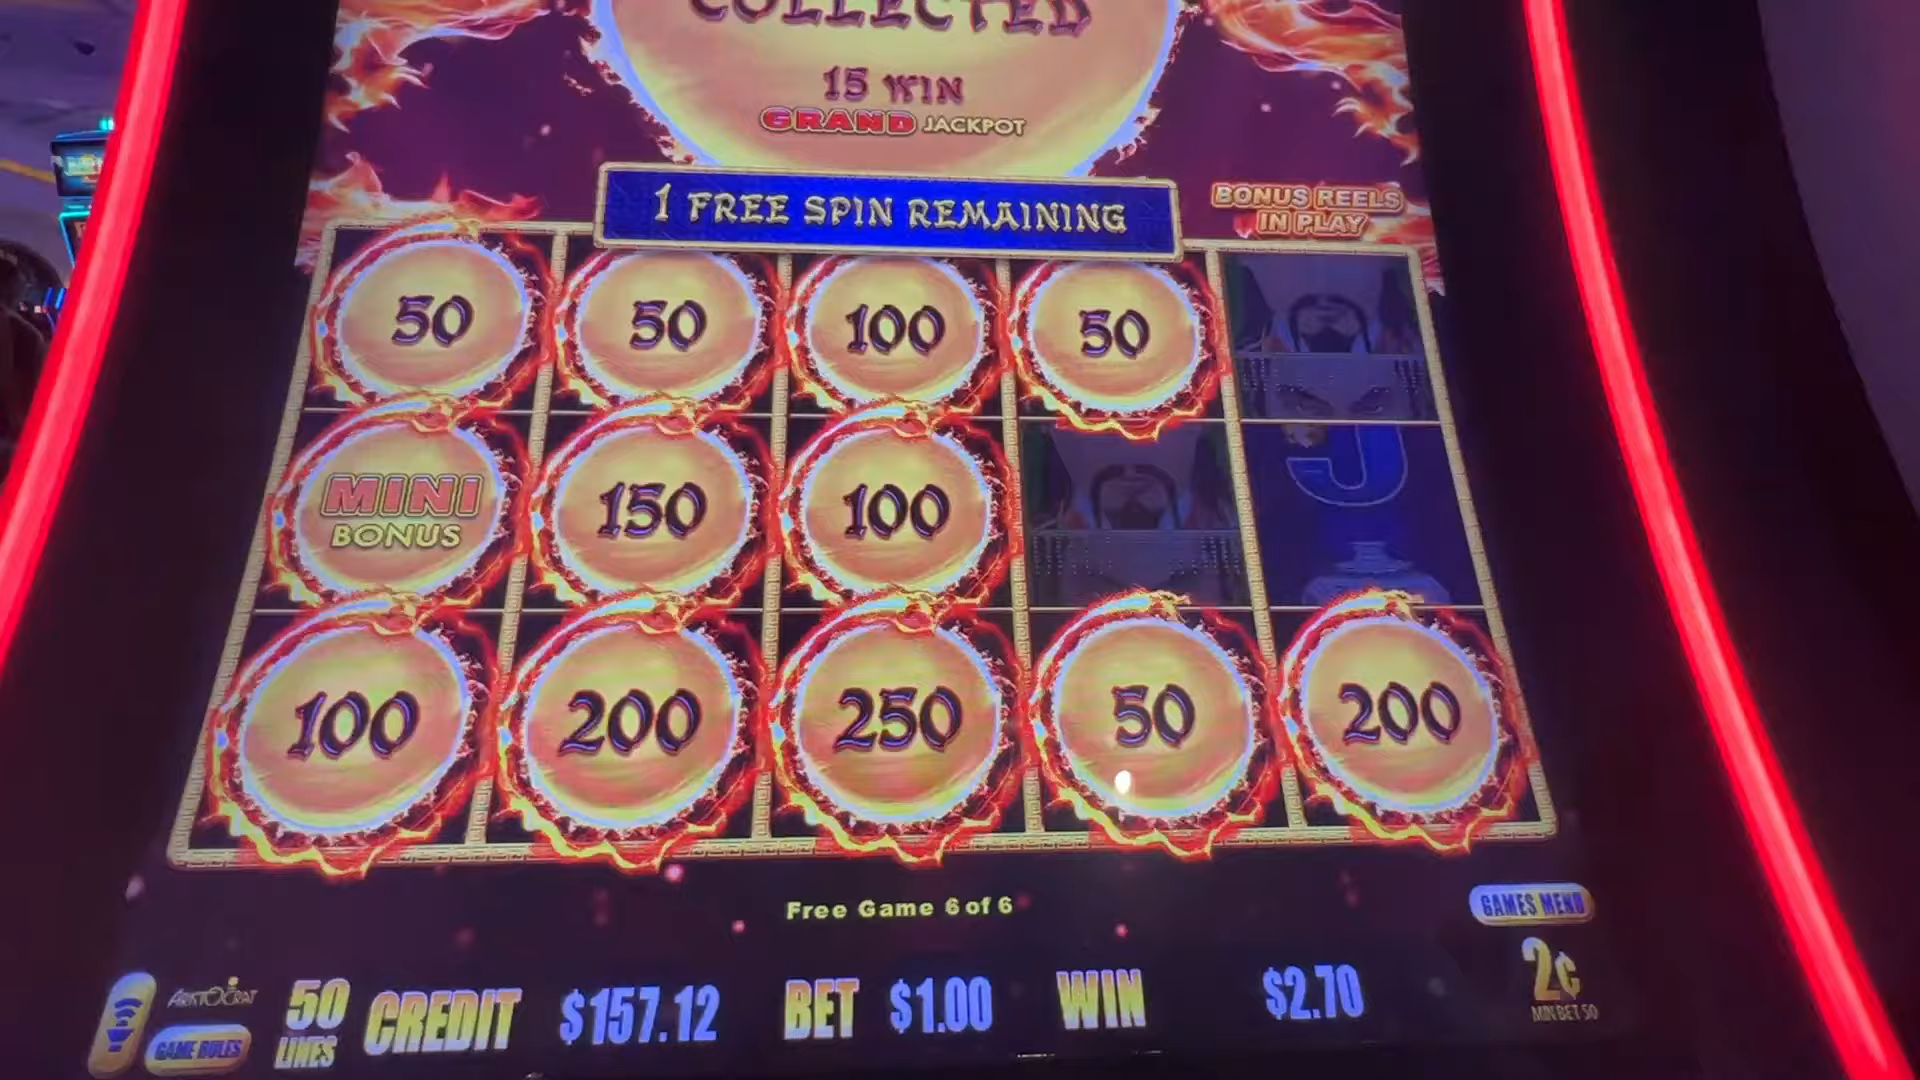 COLLECTED
15 WIN
GRAND JACKPOT
1 FREE SPIN REMAINING
BONUS REELS
IN PLAY
50 50 100 50
MINI
BONUS
150 100
J
100 200 250 50 200
Free Game 6 of 6
GAMES MENU
ARISTOCRAT
GAME RULES
50
LINES
CREDIT $157.12 BET $1.00 WIN $2.70
2¢
MIN BET 50